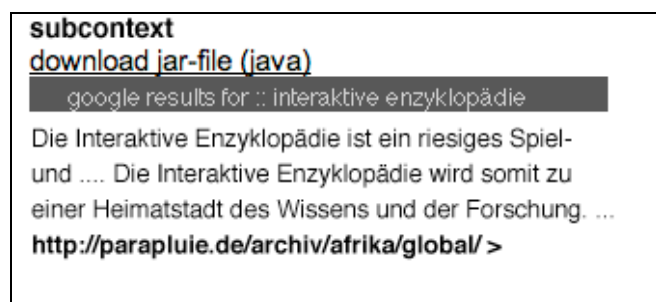 subcontext
download jar-file (java)
google results for :: interaktive enzyklopädie
Die Interaktive Enzyklopädie ist ein riesiges Spiel-
und .... Die Interaktive Enzyklopädie wird somit zu
einer Heimatstadt des Wissens und der Forschung. ...
http://parapluie.de/archiv/afrika/global/ >